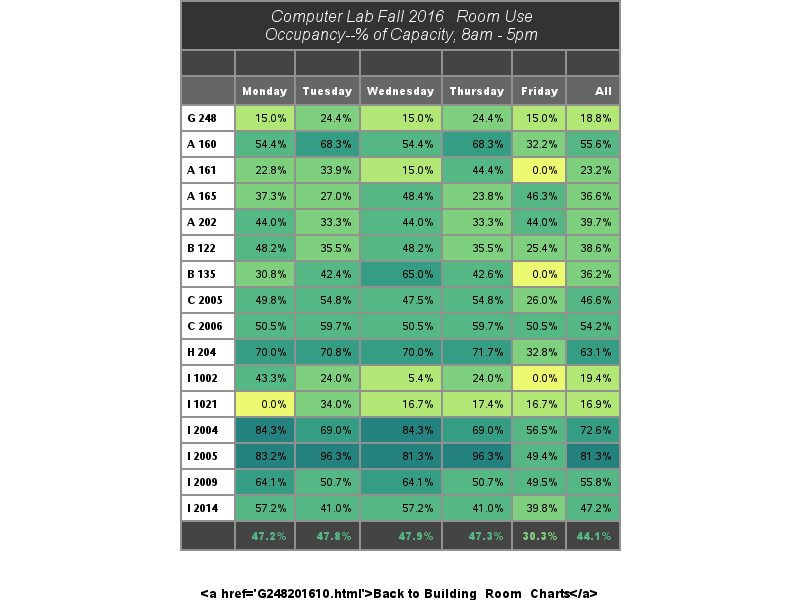 Computer Lab Fall 2016 Room Use
Occupancy--% of Capacity, 8am - 5pm
Monday Tuesday Wednesday Thursday Friday All
G 248 15.0% 24.4% 15.0% 24.4% 15.0% 18.8%
A 160 54.4% 68.3% 54.4% 68.3% 32.2% 55.6%
A 161 22.8% 33.9% 15.0% 44.4% 0.0% 23.2%
A 165 37.3% 27.0% 48.4% 23.8% 46.3% 36.6%
A 202 44.0% 33.3% 44.0% 33.3% 44.0% 39.7%
B 122 48.2% 35.5% 48.2% 35.5% 25.4% 38.6%
B 135 30.8% 42.4% 65.0% 42.6% 0.0% 36.2%
C 2005 49.8% 54.8% 47.5% 54.8% 26.0% 46.6%
C 2006 50.5% 59.7% 50.5% 59.7% 50.5% 54.2%
H 204 70.0% 70.8% 70.0% 71.7% 32.8% 63.1%
I 1002 43.3% 24.0% 5.4% 24.0% 0.0% 19.4%
I 1021 0.0% 34.0% 16.7% 17.4% 16.7% 16.9%
I 2004 84.3% 69.0% 84.3% 69.0% 56.5% 72.6%
I 2005 83.2% 96.3% 81.3% 96.3% 49.4% 81.3%
I 2009 64.1% 50.7% 64.1% 50.7% 49.5% 55.8%
I 2014 57.2% 41.0% 57.2% 41.0% 39.8% 47.2%
47.2% 47.8% 47.9% 47.3% 30.3% 44.1%
<a href='G248201610.html'>Back to Building_Room_Charts</a>